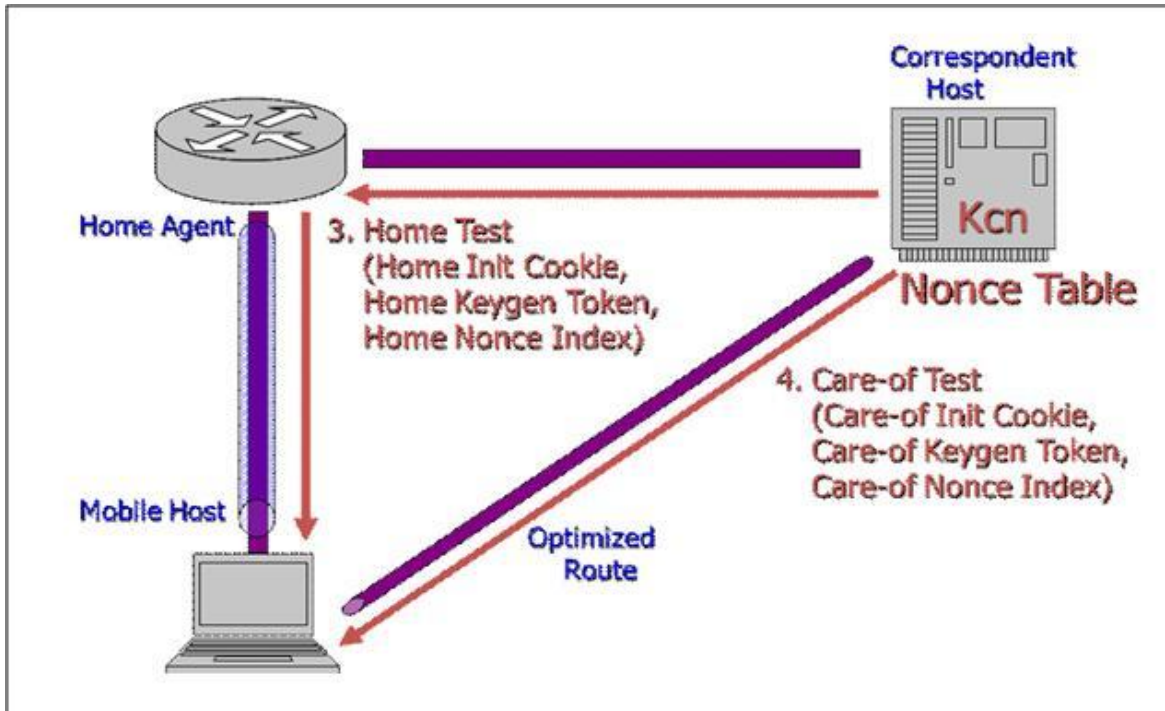 Correspondent
Host
Kcn
Nonce Table
Home Agent
3. Home Test
(Home Init Cookie,
Home Keygen Token,
Home Nonce Index)
4. Care-of Test
(Care-of Init Cookie,
Care-of Keygen Token,
Care-of Nonce Index)
Mobile Host
Optimized
Route